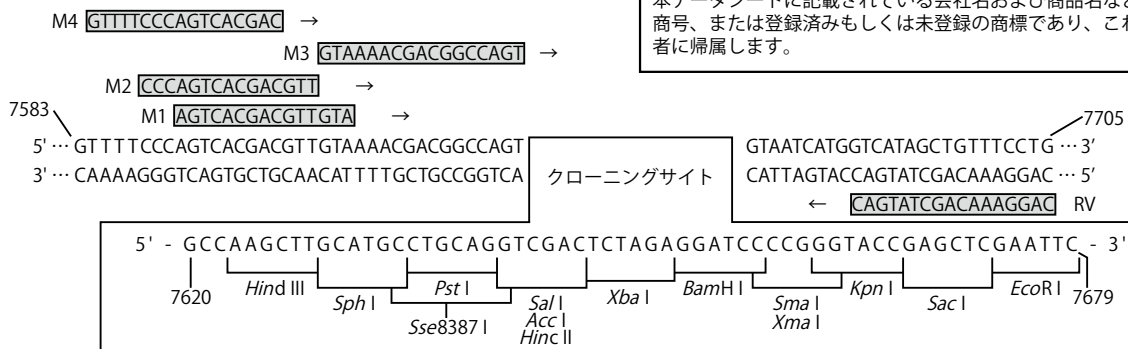 本データシートに記載されている会社名および商品名など
商号、または登録済みもしくは未登録の商標であり、これ
者に帰属します。
M4 GTTTTCCCAGTCACGAC →
M3 GTAAAACGACGGCCAGT →
M2 CCCAGTCACGACGTT →
M1 AGTCACGACGTTGTA →
7583
7705
5' … GTTTTCCCAGTCACGACGTTGTAAAACGACGGCCAGT クローニングサイト GTAATCATGGTCATAGCTGTTTCCTG … 3'
3' … CAAAAGGGTCAGTGCTGCAACATTTTGCTGCCGGTCA CATTAGTACCAGTATCGACAAAGGAC … 5'
← CAGTATCGACAAAGGAC RV
5' - GCCAAGCTTGCATGCCTGCAGGTCGACTCTAGAGGATCCCCGGGTACCGAGCTCGAATTC - 3'
7620 Hind III Sph I Pst I Sal I Xba I BamH I Sma I Kpn I Sac I EcoR I 7679
Sse8387 I Acc I Xma I
Hinc II